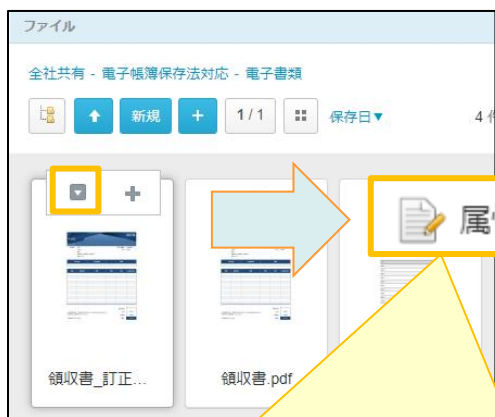 ファイル
全社共有 - 電子帳簿保存法対応 - 電子書類
新規 + 1 / 1 保存日▼ 4 件
属
領収書_訂正... 領収書.pdf